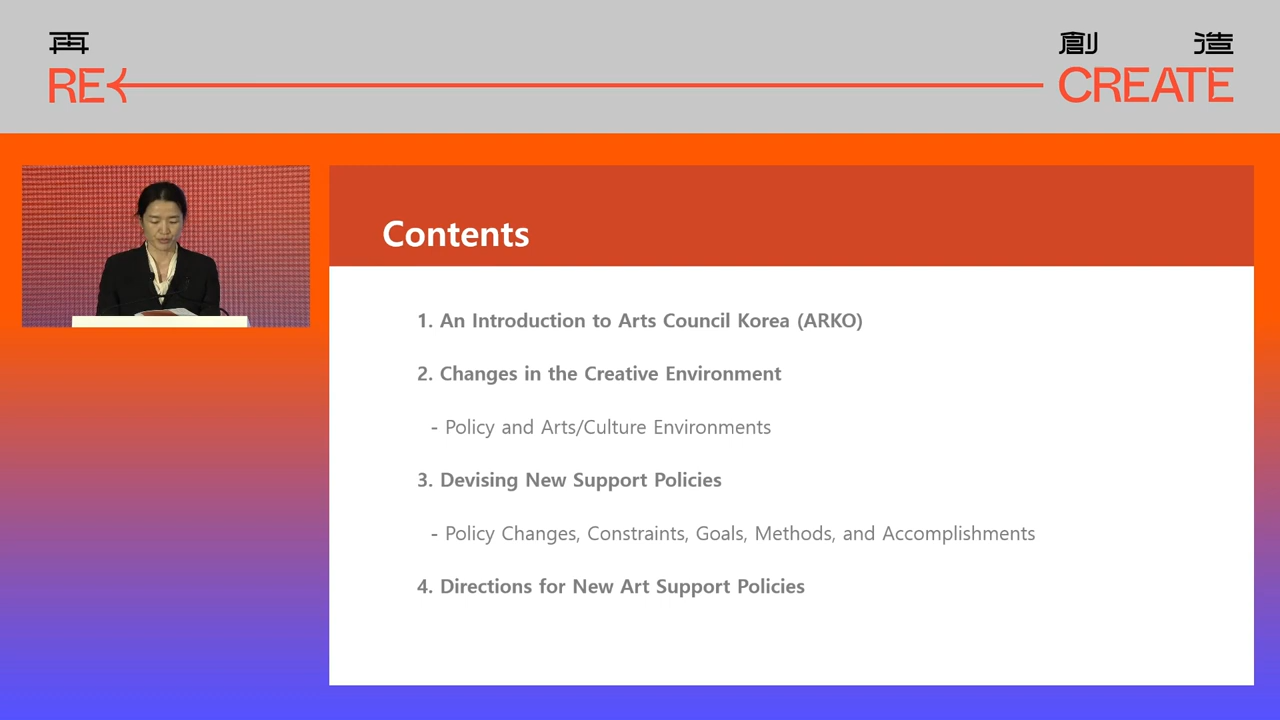 再 創 造
RE CREATE
Contents
1. An Introduction to Arts Council Korea (ARKO)
2. Changes in the Creative Environment
- Policy and Arts/Culture Environments
3. Devising New Support Policies
- Policy Changes, Constraints, Goals, Methods, and Accomplishments
4. Directions for New Art Support Policies